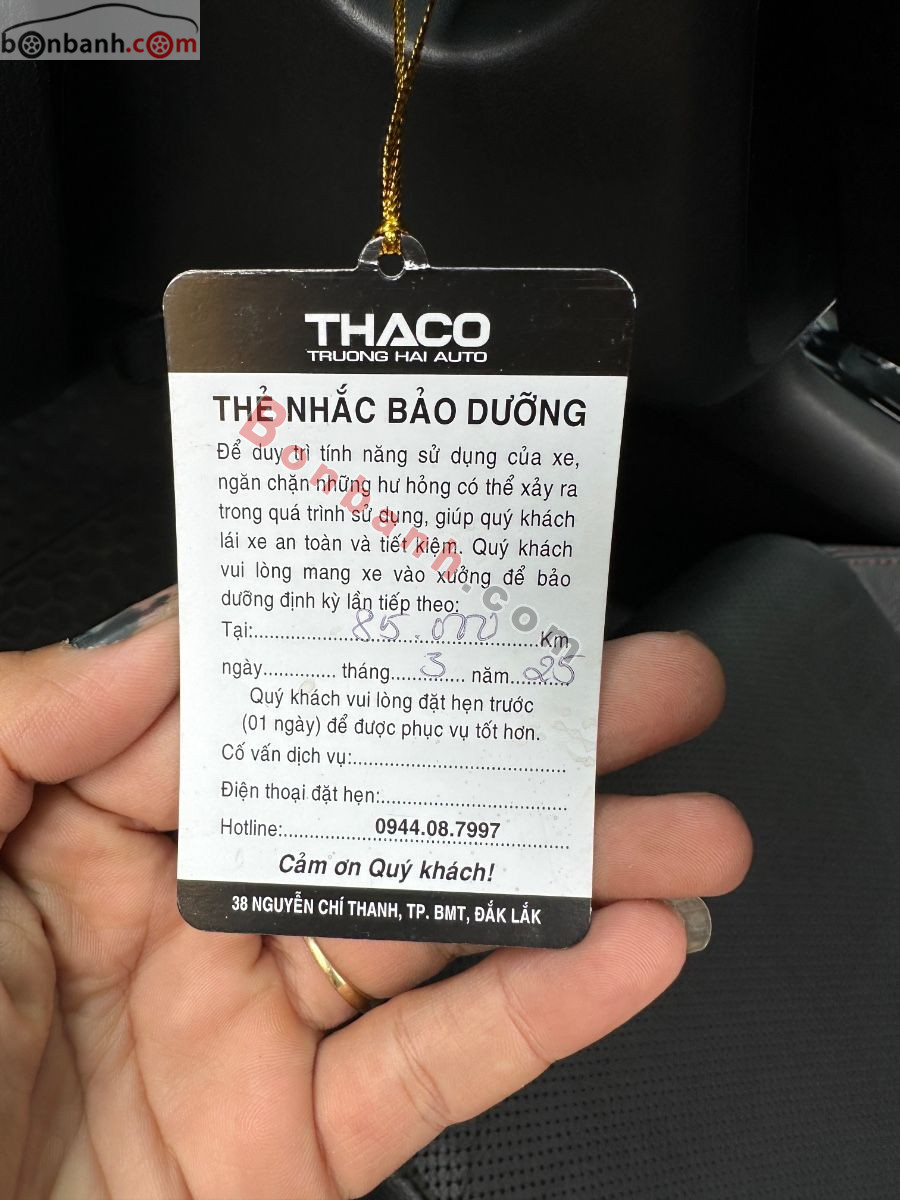 bonbanh.com
THACO
TRUONG HAI AUTO
THẺ NHẮC BẢO DƯỠNG
Để duy trì tính năng sử dụng của xe,
ngăn chặn những hư hỏng có thể xảy ra
trong quá trình sử dụng, giúp quý khách
lái xe an toàn và tiết kiệm. Quý khách
vui lòng mang xe vào xưởng để bảo
dưỡng định kỳ lần tiếp theo:
Tại:..................85.000..................Km
ngày............. tháng......3....... năm...25....
Quý khách vui lòng đặt hẹn trước
(01 ngày) để được phục vụ tốt hơn.
Cố vấn dịch vụ:......................................
Điện thoại đặt hẹn:.................................
Hotline:................0944.08.7997.............
Cảm ơn Quý khách!
38 NGUYỄN CHÍ THANH, TP. BMT, ĐẮK LẮK
Bonbanh.com